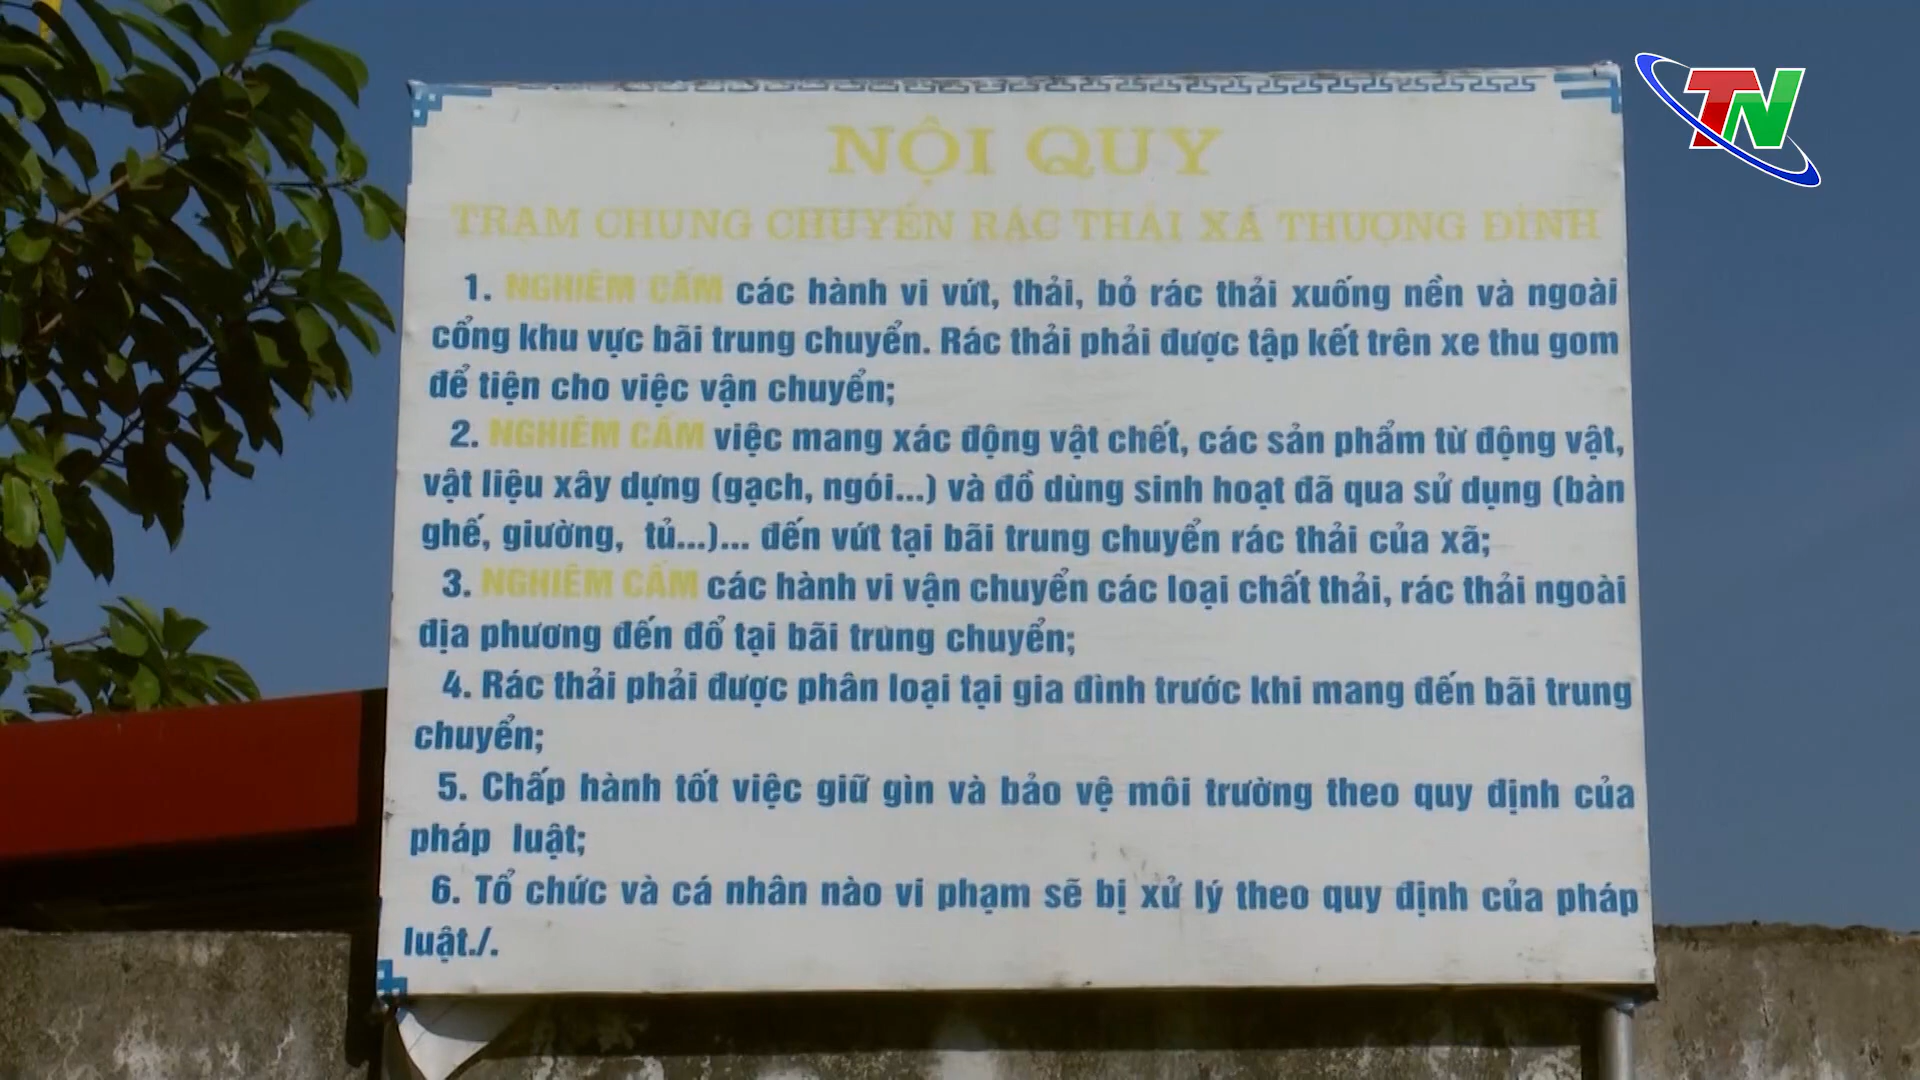 TN
NỘI QUY
TRẠM CHUNG CHUYỂN RÁC THẢI XÃ THƯỢNG ĐÌNH
1. NGHIÊM CẤM các hành vi vứt, thải, bỏ rác thải xuống nền và ngoài
cổng khu vực bãi trung chuyển. Rác thải phải được tập kết trên xe thu gom
để tiện cho việc vận chuyển;
2. NGHIÊM CẤM việc mang xác động vật chết, các sản phẩm từ động vật,
vật liệu xây dựng (gạch, ngói...) và đồ dùng sinh hoạt đã qua sử dụng (bàn
ghế, giường, tủ...)... đến vứt tại bãi trung chuyển rác thải của xã;
3. NGHIÊM CẤM các hành vi vận chuyển các loại chất thải, rác thải ngoài
địa phương đến đổ tại bãi trung chuyển;
4. Rác thải phải được phân loại tại gia đình trước khi mang đến bãi trung
chuyển;
5. Chấp hành tốt việc giữ gìn và bảo vệ môi trường theo quy định của
pháp luật;
6. Tổ chức và cá nhân nào vi phạm sẽ bị xử lý theo quy định của pháp
luật./.